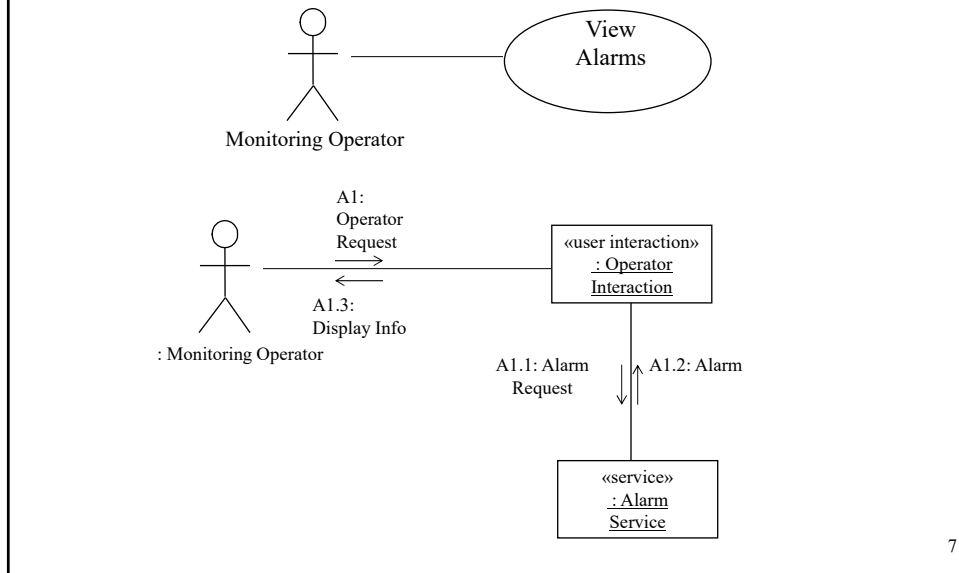 View
Alarms
Monitoring Operator
A1:
Operator
Request
A1.3:
Display Info
: Monitoring Operator
«user interaction»
: Operator
Interaction
A1.1: Alarm
Request
A1.2: Alarm
«service»
: Alarm
Service
7